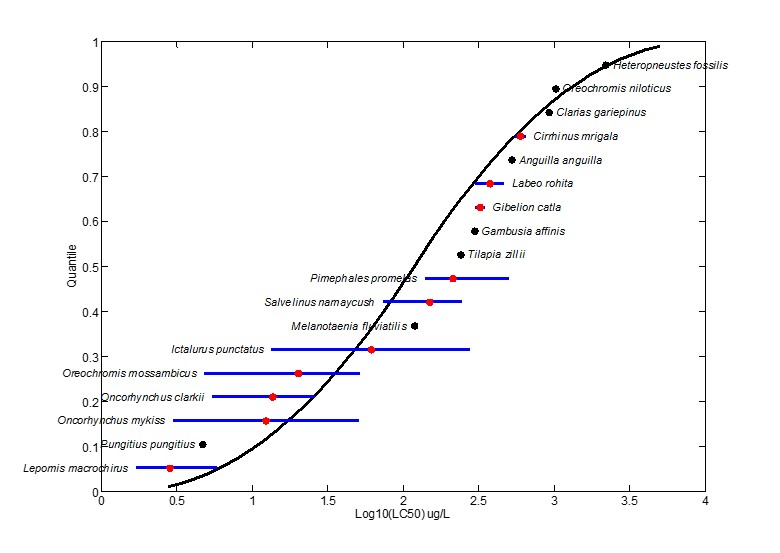 1
Heteropneustes fossilis
0.9
Oreochromis niloticus
Clarias gariepinus
0.8
Cirrhinus mrigala
Anguilla anguilla
0.7
Labeo rohita
Gibelion catla
0.6
Gambusia affinis
Tilapia zillii
0.5
Quantile
Pimephales promelas
Salvelinus namaycush
0.4
Melanotaenia fluviatilis
0.3
Ictalurus punctatus
Oreochromis mossambicus
0.2
Oncorhynchus clarkii
Oncorhynchus mykiss
0.1
Pungitius pungitius
Lepomis macrochirus
0
0 0.5 1 1.5 2 2.5 3 3.5 4
Log10(LC50) ug/L